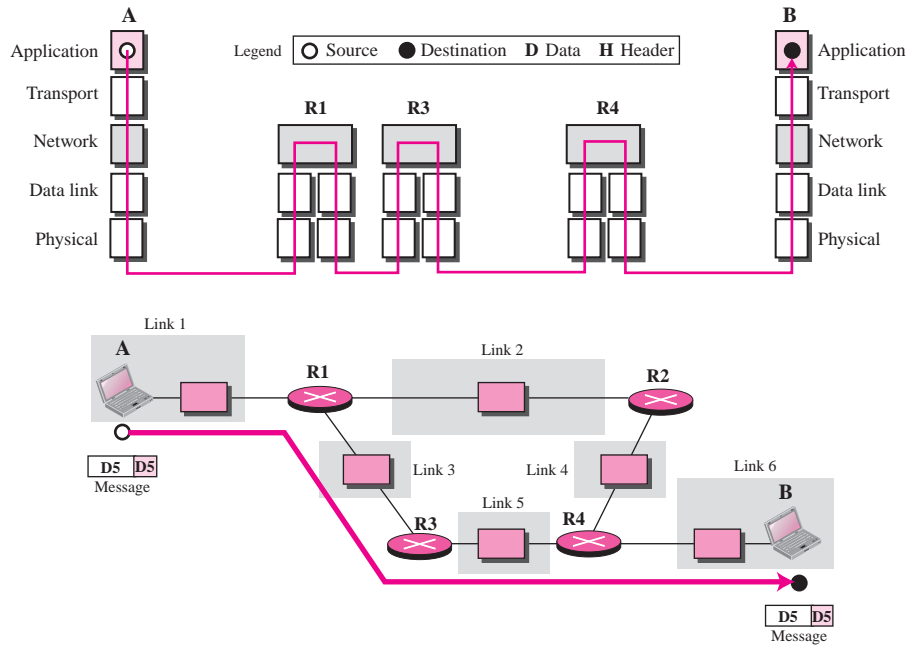 A
B
Legend Source Destination D Data H Header
Application
Application
Transport
Transport
R1 R3 R4
Network
Network
Data link
Data link
Physical
Physical
Link 1
A
Link 2
R1
R2
D5 D5
Message
Link 3
Link 4
Link 6
B
Link 5
R3
R4
D5 D5
Message